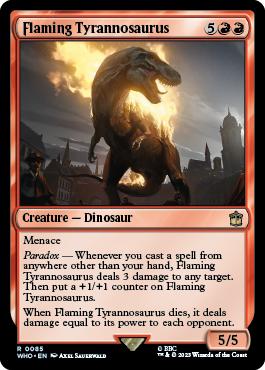 Flaming Tyrannosaurus 5
Creature — Dinosaur
Menace
Paradox — Whenever you cast a spell from
anywhere other than your hand, Flaming
Tyrannosaurus deals 3 damage to any target.
Then put a +1/+1 counter on Flaming
Tyrannosaurus.
When Flaming Tyrannosaurus dies, it deals
damage equal to its power to each opponent.
5/5
R 0085
WHO • EN Axel Sauerwald
© BBC
™ & © 2023 Wizards of the Coast